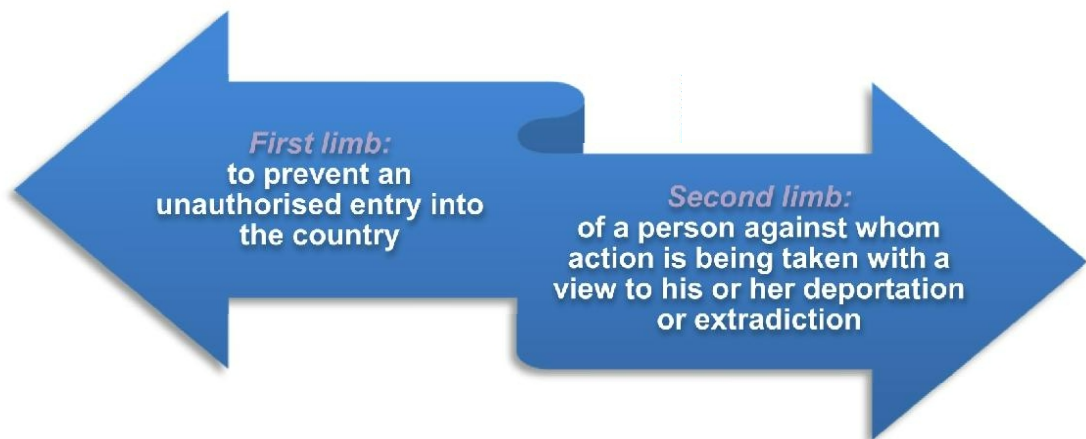 First limb:
to prevent an
unauthorised entry into
the country
Second limb:
of a person against whom
action is being taken with a
view to his or her deportation
or extradiction